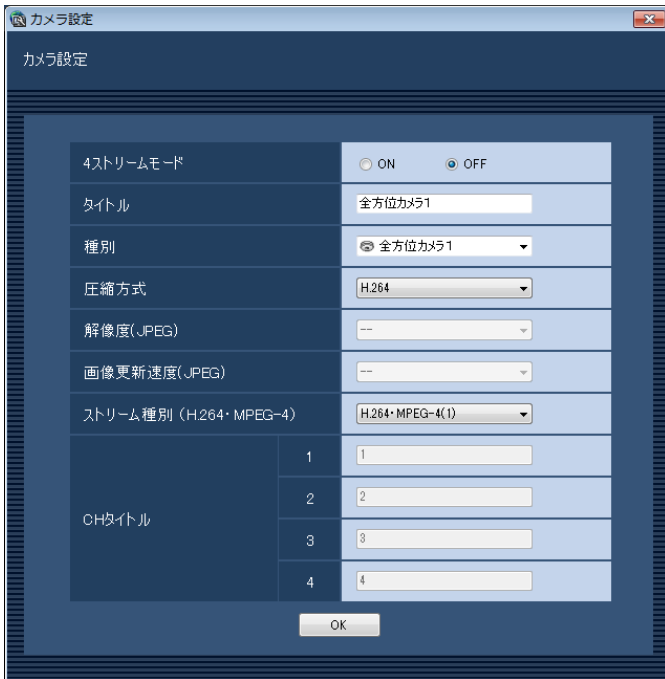 カメラ設定
カメラ設定
4ストリームモード
ON
OFF
タイトル
全方位カメラ1
種別
全方位カメラ1
圧縮方式
H.264
解像度(JPEG)
--
画像更新速度(JPEG)
--
ストリーム種別 (H.264・MPEG-4)
H.264・MPEG-4(1)
CHタイトル
1
1
2
2
3
3
4
4
OK